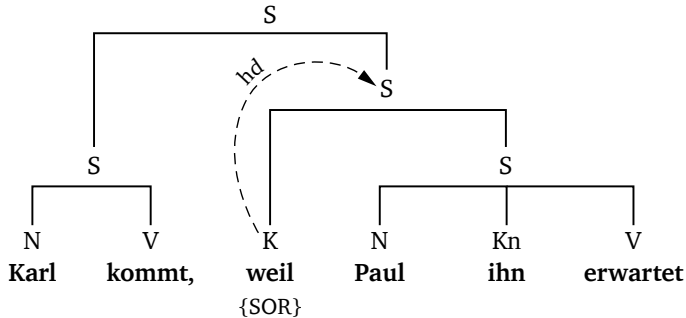 S
hd
S
S S
N V K N Kn V
Karl kommt, weil Paul ihn erwartet
{SOR}